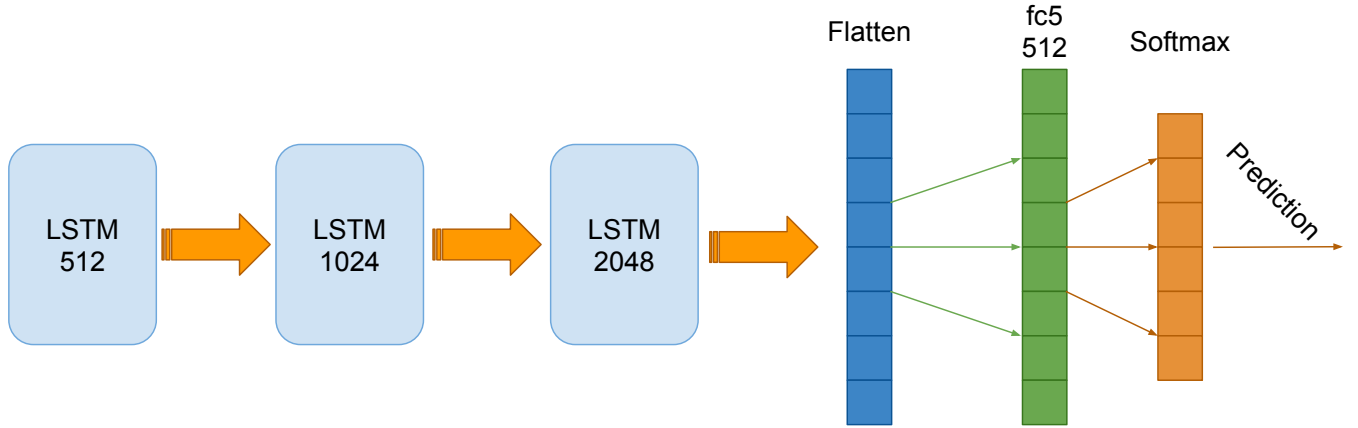 LSTM
512
LSTM
1024
LSTM
2048
Flatten
fc5
512
Softmax
Prediction